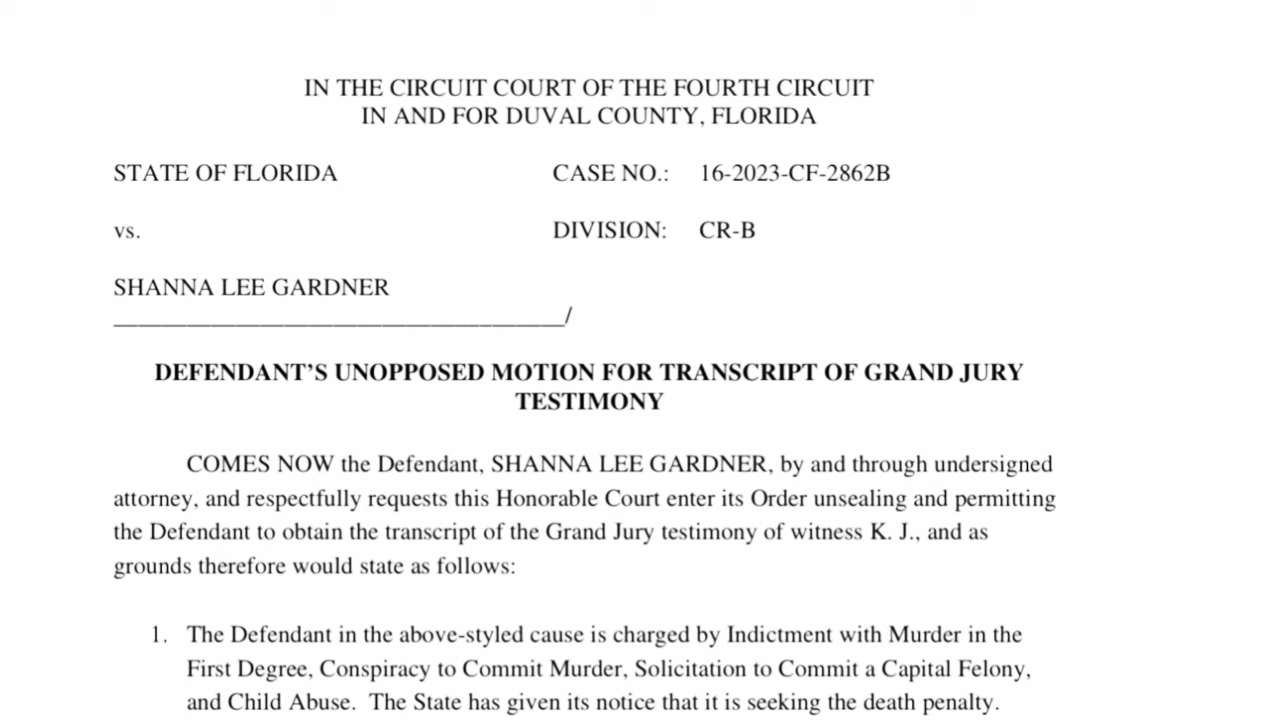 IN THE CIRCUIT COURT OF THE FOURTH CIRCUIT
IN AND FOR DUVAL COUNTY, FLORIDA
STATE OF FLORIDA CASE NO.: 16-2023-CF-2862B
vs. DIVISION: CR-B
SHANNA LEE GARDNER
______________________________________/
DEFENDANT'S UNOPPOSED MOTION FOR TRANSCRIPT OF GRAND JURY
TESTIMONY
COMES NOW the Defendant, SHANNA LEE GARDNER, by and through undersigned
attorney, and respectfully requests this Honorable Court enter its Order unsealing and permitting
the Defendant to obtain the transcript of the Grand Jury testimony of witness K. J., and as
grounds therefore would state as follows:
1. The Defendant in the above-styled cause is charged by Indictment with Murder in the
First Degree, Conspiracy to Commit Murder, Solicitation to Commit a Capital Felony,
and Child Abuse. The State has given its notice that it is seeking the death penalty.